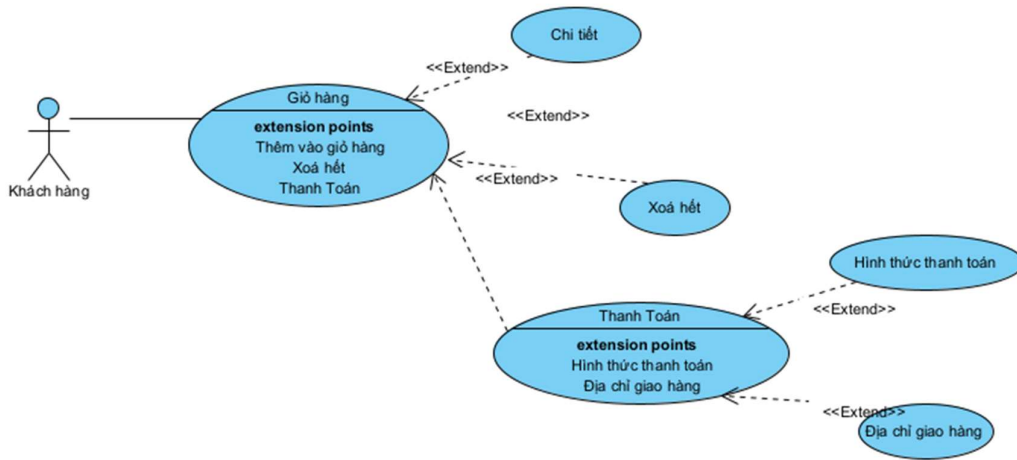 Chi tiết
<<Extend>>
Giỏ hàng
<<Extend>>
extension points
Thêm vào giỏ hàng
Xoá hết
Thanh Toán
<<Extend>>
Khách hàng
Xoá hết
Hình thức thanh toán
<<Extend>>
Thanh Toán
extension points
Hình thức thanh toán
Địa chỉ giao hàng
<<Extend>>
Địa chỉ giao hàng